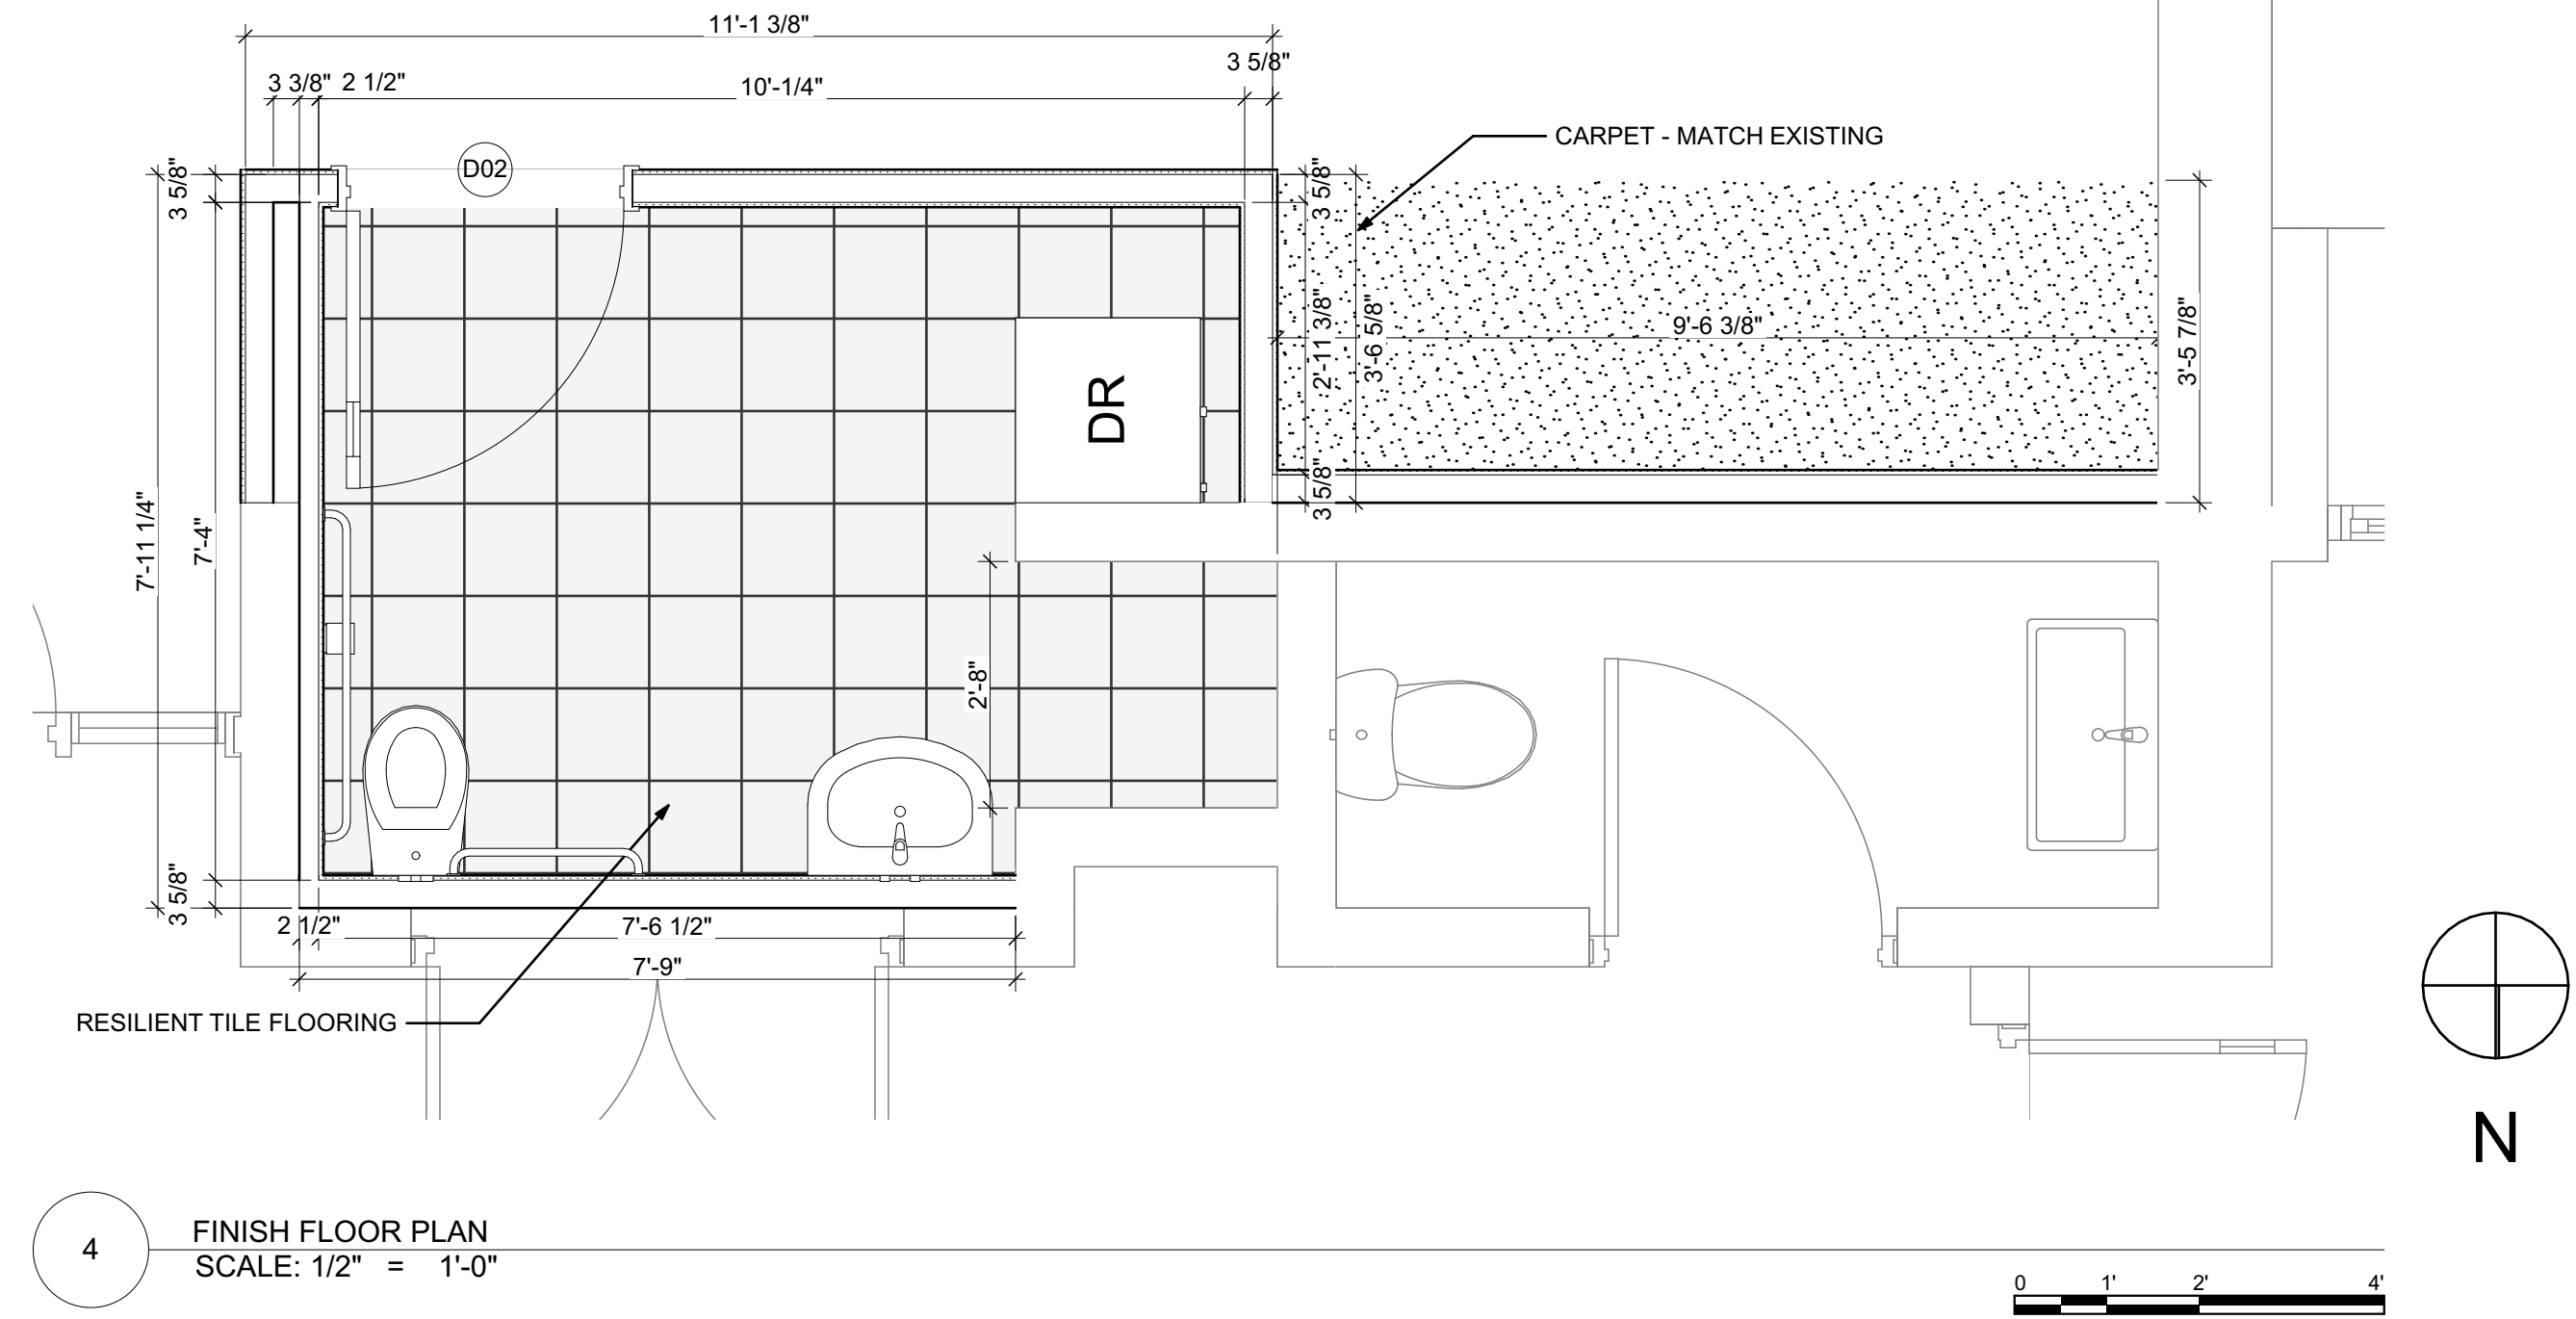 11'-1 3/8"
3 5/8"
3 3/8" 2 1/2" 10'-1/4"
CARPET - MATCH EXISTING
D02
3 5/8"
3 5/8"
7'-11 1/4"
7'-4"
DR
2'-11 3/8"
3'-6 5/8"
9'-6 3/8"
3'-5 7/8"
3 5/8"
2'-8"
3 5/8"
2 1/2" 7'-6 1/2"
7'-9"
RESILIENT TILE FLOORING
N
4
FINISH FLOOR PLAN
SCALE: 1/2" = 1'-0"
0 1' 2' 4'